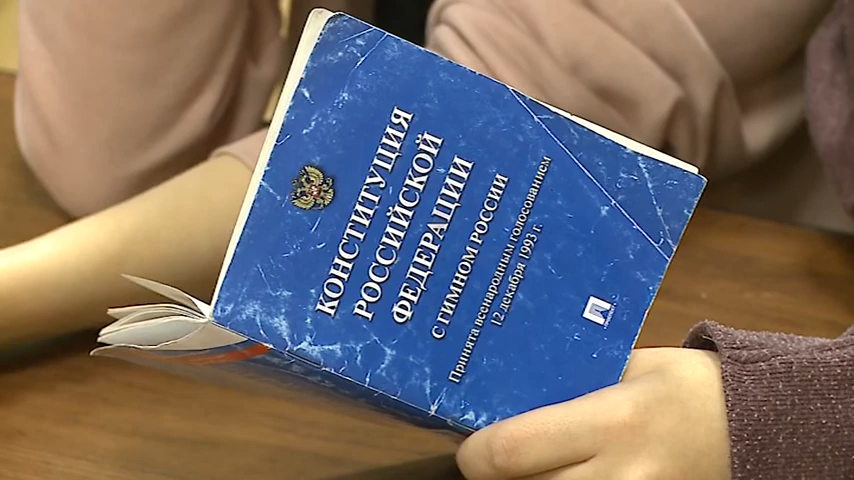 КОНСТИТУЦИЯ
РОССИЙСКОЙ
ФЕДЕРАЦИИ
С ГИМНОМ РОССИИ
Принята всенародным голосованием
12 декабря 1993 г.